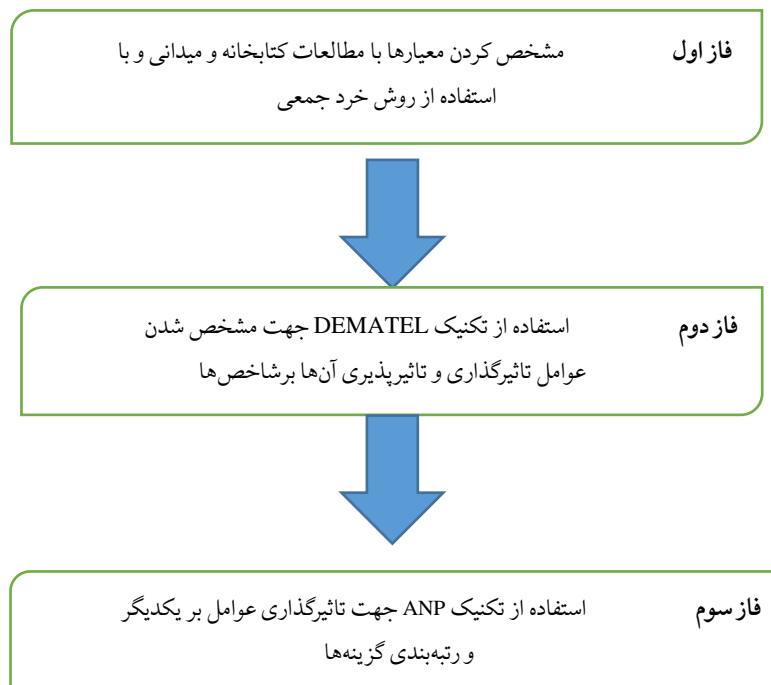 فاز اول مشخص کردن معیارها با مطالعات کتابخانه و میدانی و با
استفاده از روش خرد جمعی
فاز دوم استفاده از تکنیک DEMATEL جهت مشخص شدن
عوامل تاثیرگذاری و تاثیرپذیری آن‌ها برشاخص‌ها
فاز سوم استفاده از تکنیک ANP جهت تاثیرگذاری عوامل بر یکدیگر
و رتبه‌بندی گزینه‌ها